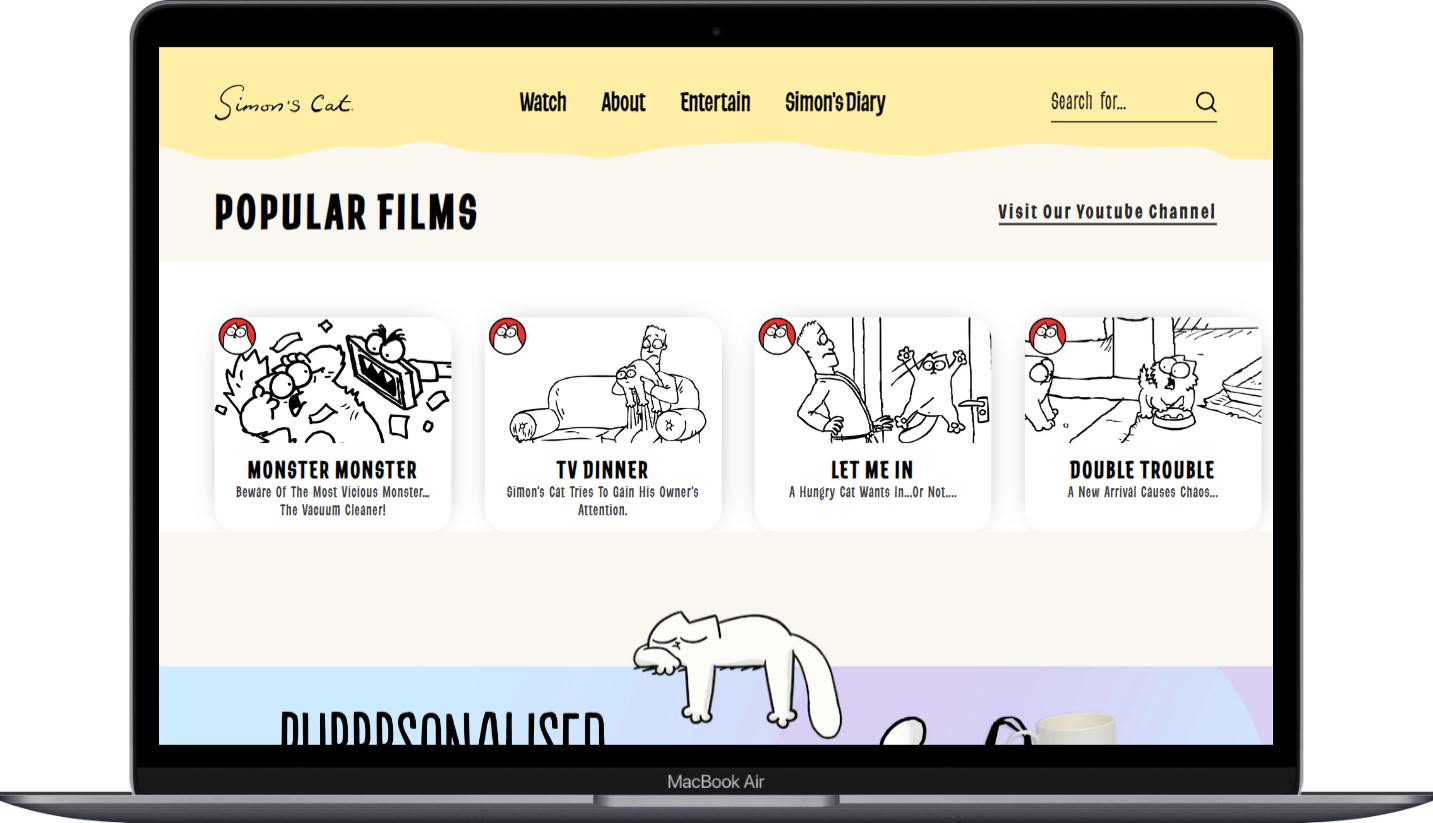 Simon's Cat
Watch About Entertain Simon's Diary
Search for...
POPULAR FILMS
Visit Our Youtube Channel
MONSTER MONSTER
Beware Of The Most Vicious Monster...
The Vacuum Cleaner!
TV DINNER
Simon's Cat Tries To Gain His Owner's
Attention.
LET ME IN
A Hungry Cat Wants In...Or Not....
DOUBLE TROUBLE
A New Arrival Causes Chaos...
PURRRSONALISED
MacBook Air